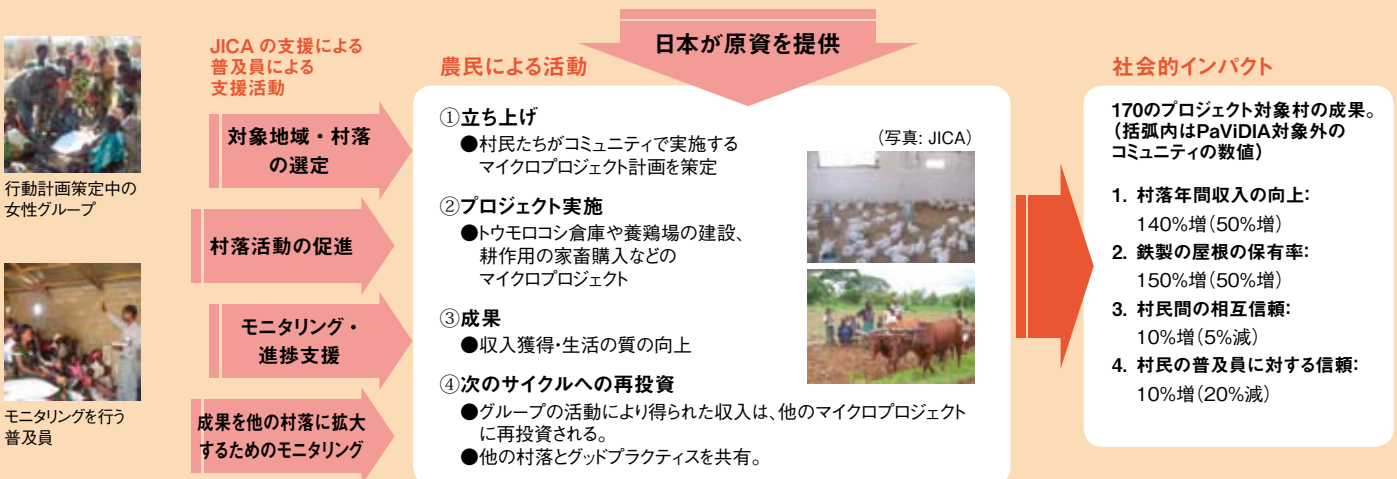 日本が原資を提供
行動計画策定中の
女性グループ
モニタリングを行う
普及員
JICA の支援による
普及員による
支援活動
対象地域・村落
の選定
村落活動の促進
モニタリング・
進捗支援
成果を他の村落に拡大
するためのモニタリング
農民による活動
①立ち上げ
●村民たちがコミュニティで実施する
マイクロプロジェクト計画を策定
(写真: JICA)
②プロジェクト実施
●トウモロコシ倉庫や養鶏場の建設、
耕作用の家畜購入などの
マイクロプロジェクト
③成果
●収入獲得・生活の質の向上
④次のサイクルへの再投資
●グループの活動により得られた収入は、他のマイクロプロジェクト
に再投資される。
●他の村落とグッドプラクティスを共有。
社会的インパクト
170のプロジェクト対象村の成果。
(括弧内はPaViDIA対象外の
コミュニティの数値)
1. 村落年間収入の向上:
140%増(50%増)
2. 鉄製の屋根の保有率:
150%増(50%増)
3. 村民間の相互信頼:
10%増(5%減)
4. 村民の普及員に対する信頼:
10%増(20%減)